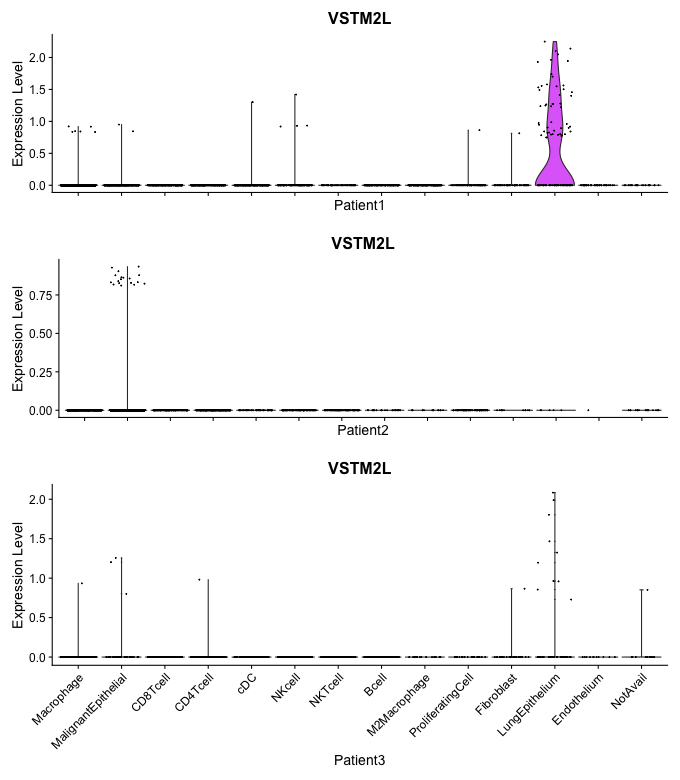 VSTM2L
Expression Level
2.0
1.5
1.0
0.5
0.0
Patient1
VSTM2L
Expression Level
0.75
0.50
0.25
0.00
Patient2
VSTM2L
Expression Level
2.0
1.5
1.0
0.5
0.0
Macrophage
MalignantEpithelial
CD8Tcell
CD4Tcell
cDC
NKcell
NKTcell
Bcell
M2Macrophage
ProliferatingCell
Fibroblast
LungEpithelium
Endothelium
NotAvail
Patient3